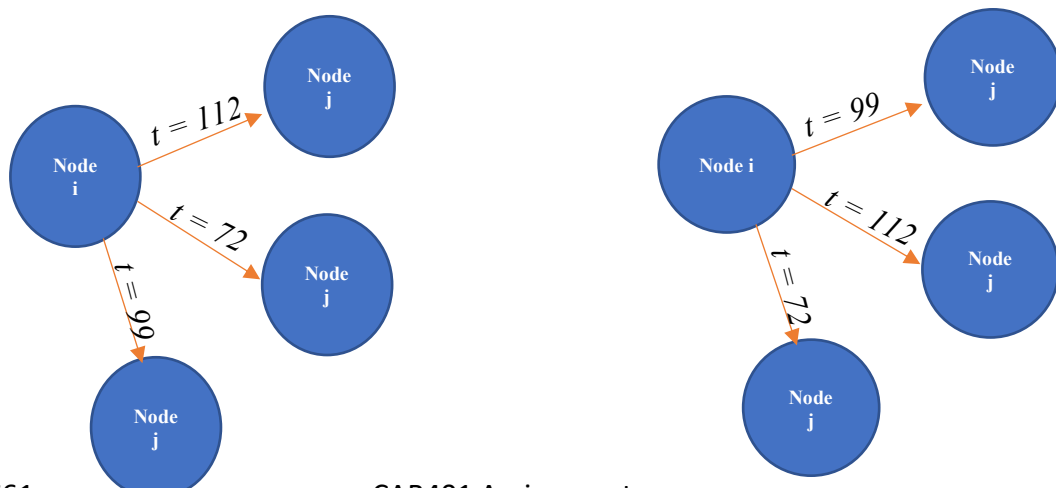 Node
j
t = 112
Node
i
t = 72
Node
j
t = 99
Node
j
Node
j
t = 99
Node i
t = 112
Node
j
t = 72
Node
j